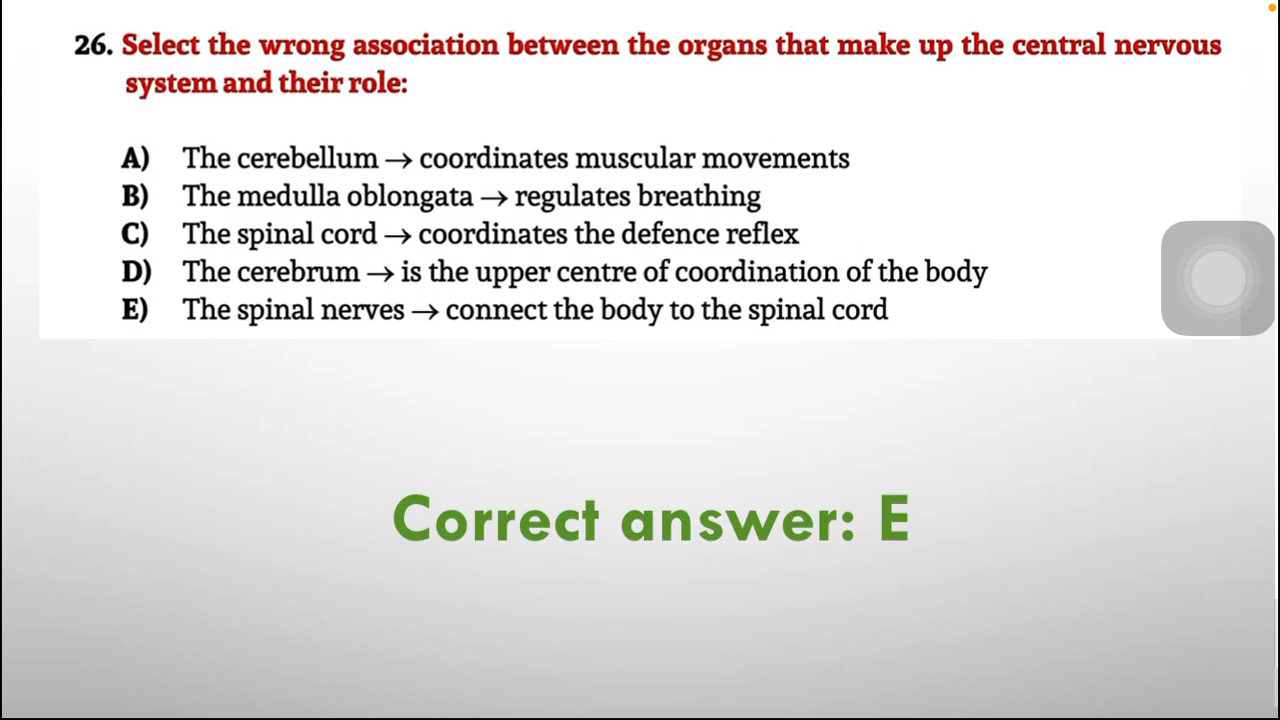 26. Select the wrong association between the organs that make up the central nervous
system and their role:
A) The cerebellum → coordinates muscular movements
B) The medulla oblongata → regulates breathing
C) The spinal cord → coordinates the defence reflex
D) The cerebrum → is the upper centre of coordination of the body
E) The spinal nerves → connect the body to the spinal cord
Correct answer: E